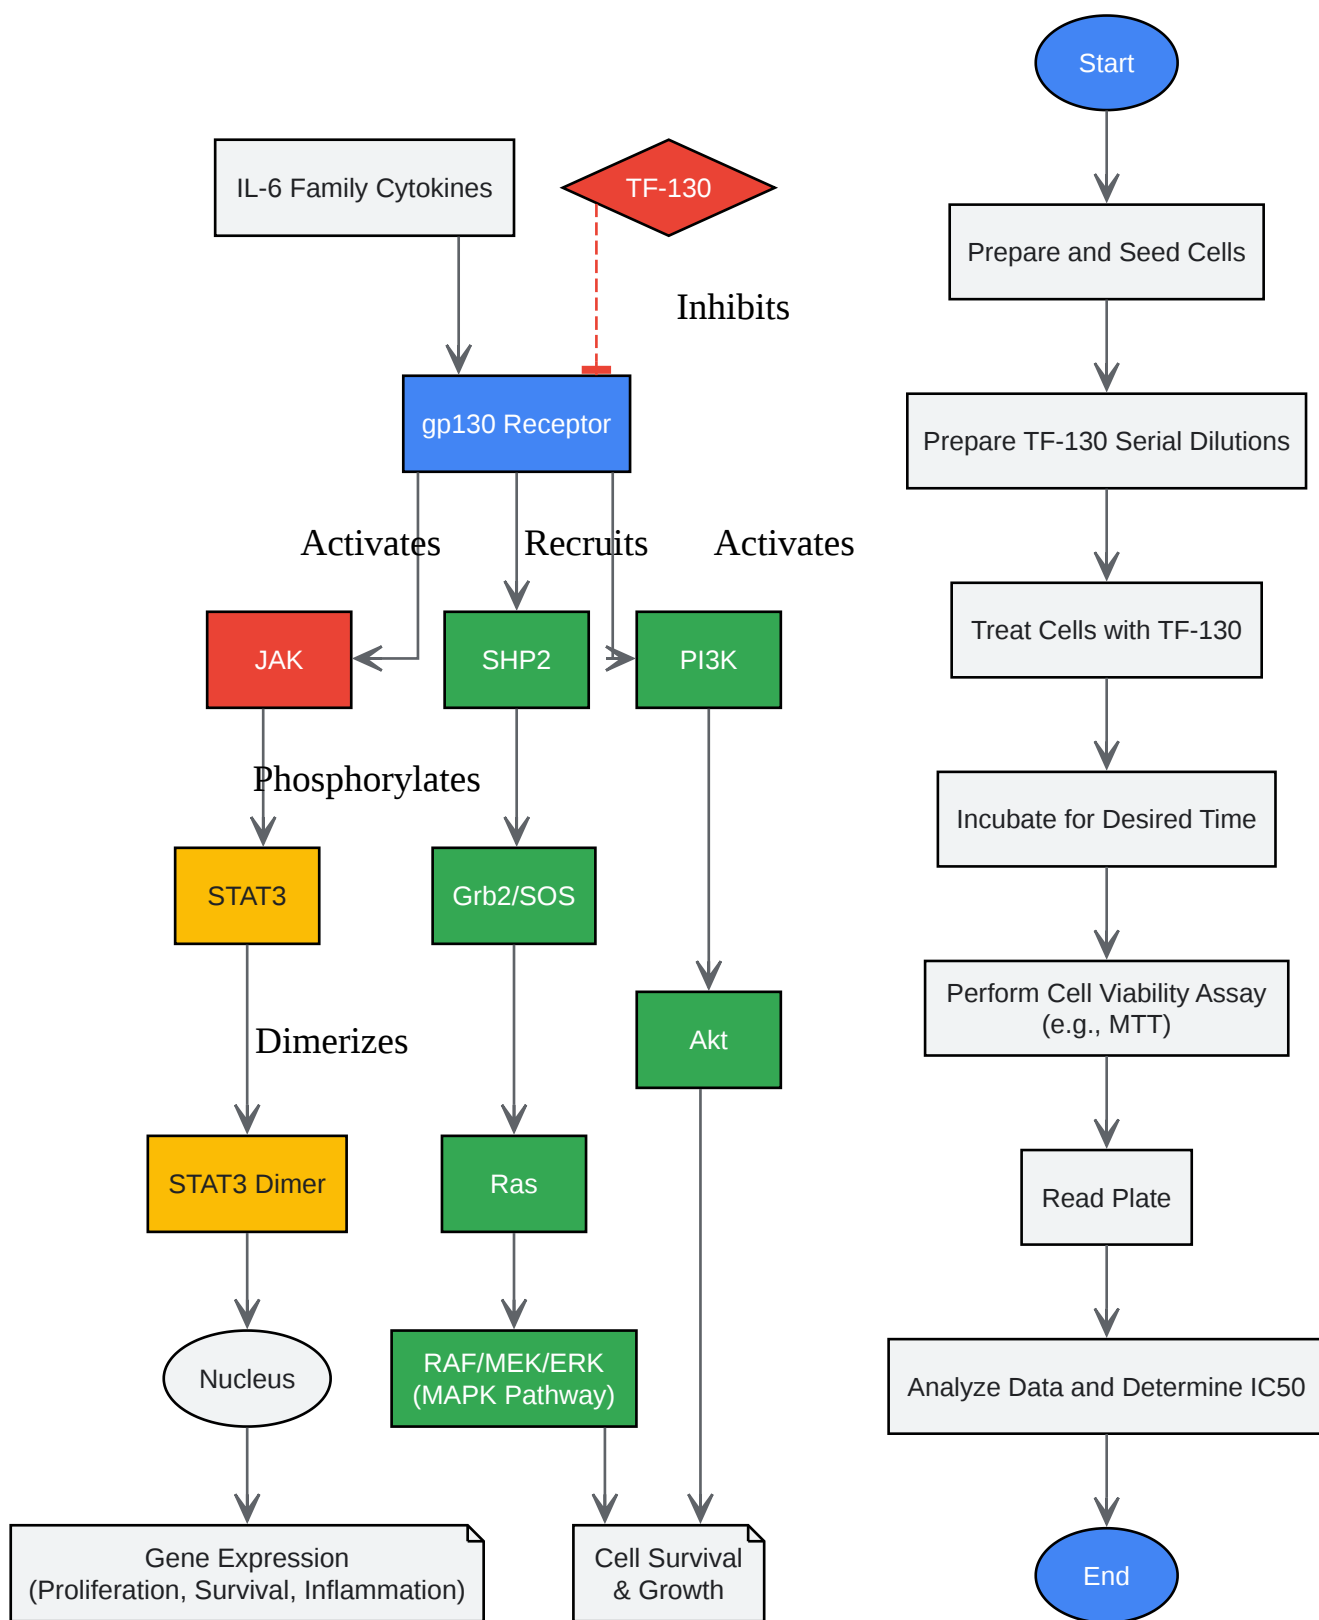 IL-6 Family Cytokines
TF-130
Inhibits
gp130 Receptor
Activates
Recruits
Activates
JAK
SHP2
PI3K
Phosphorylates
STAT3
Grb2/SOS
Dimerizes
Akt
STAT3 Dimer
Ras
Nucleus
RAF/MEK/ERK
(MAPK Pathway)
Gene Expression
(Proliferation, Survival, Inflammation)
Cell Survival
& Growth
Start
Prepare and Seed Cells
Prepare TF-130 Serial Dilutions
Treat Cells with TF-130
Incubate for Desired Time
Perform Cell Viability Assay
(e.g., MTT)
Read Plate
Analyze Data and Determine IC50
End